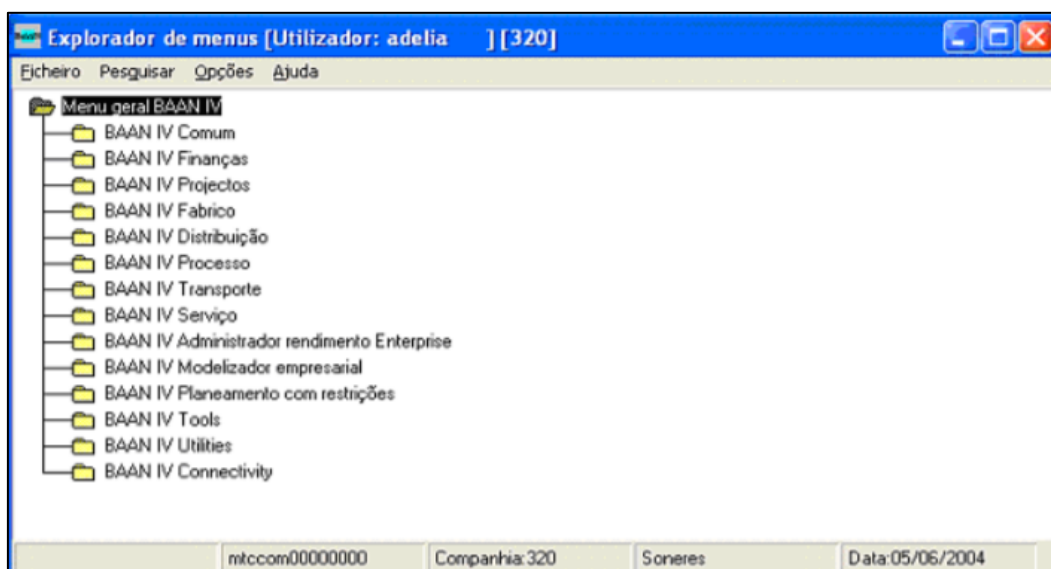 Explorador de menus [Utilizador: adelia ] [320]
Ficheiro Pesquisar Opções Ajuda
Menu geral BAAN IV
BAAN IV Comum
BAAN IV Finanças
BAAN IV Projectos
BAAN IV Fabrico
BAAN IV Distribuição
BAAN IV Processo
BAAN IV Transporte
BAAN IV Serviço
BAAN IV Administrador rendimento Enterprise
BAAN IV Modelizador empresarial
BAAN IV Planeamento com restrições
BAAN IV Tools
BAAN IV Utilities
BAAN IV Connectivity
mtccom00000000 Companhia:320 Soneres Data:05/06/2004